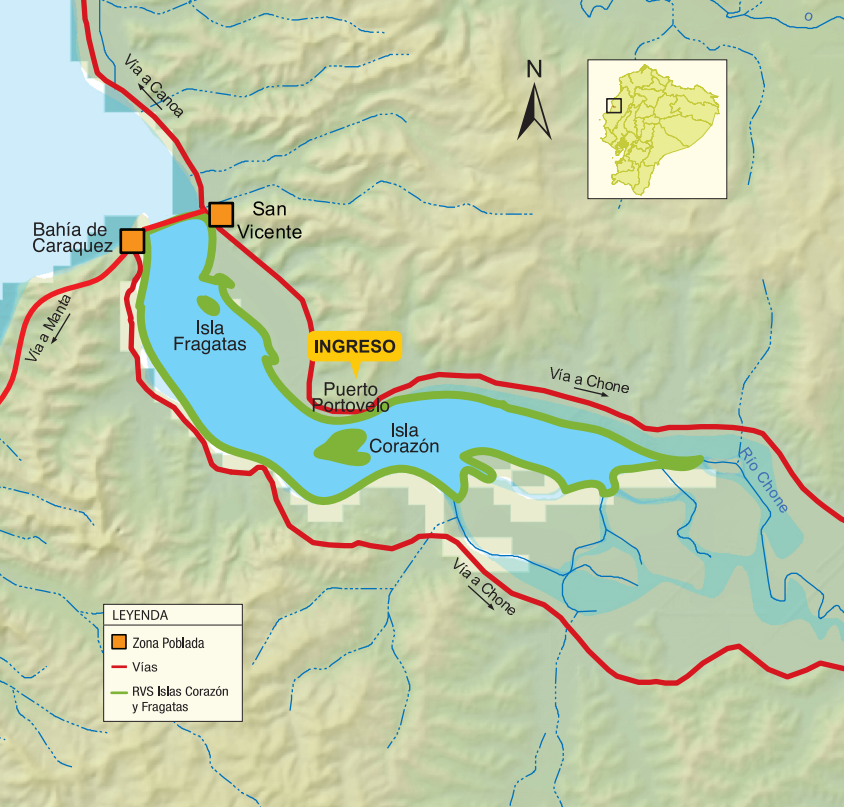 N
Vía a Canoa
San
Vicente
Bahía de
Caraquez
Vía a Manta
Isla
Fragatas
INGRESO
Puerto
Portovelo
Vía a Chone
Isla
Corazón
Río Chone
Vía a Chone
LEYENDA
Zona Poblada
Vías
RVS Islas Corazón
y Fragatas